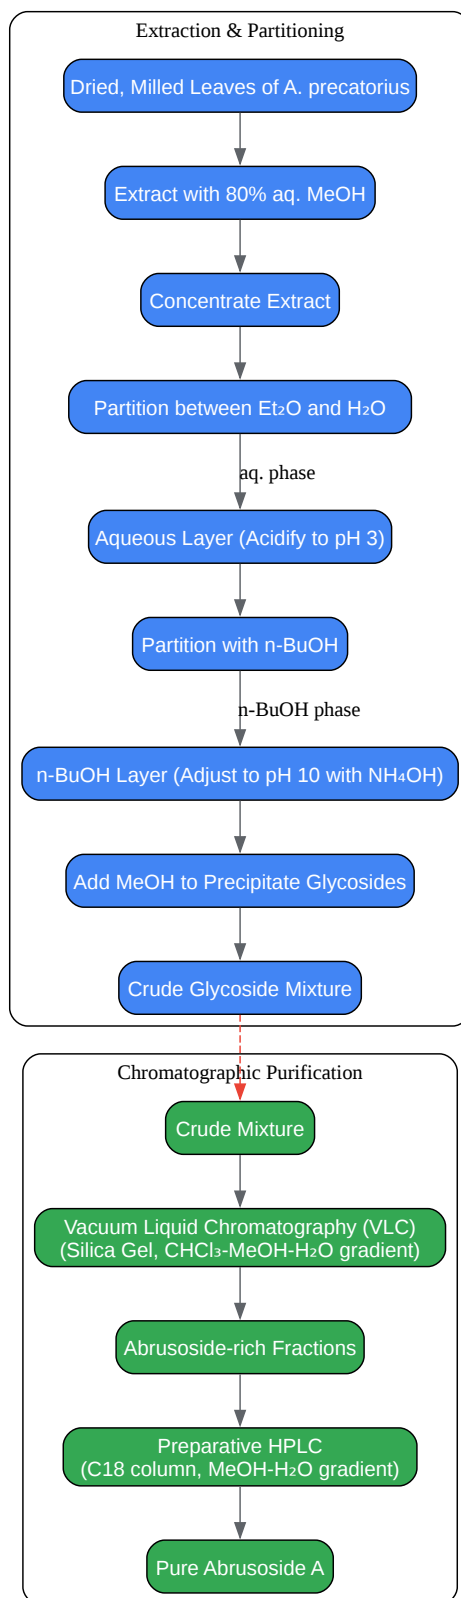 Extraction & Partitioning
Dried, Milled Leaves of A. precatorius
Extract with 80% aq. MeOH
Concentrate Extract
Partition between Et₂O and H₂O
aq. phase
Aqueous Layer (Acidify to pH 3)
Partition with n-BuOH
n-BuOH phase
n-BuOH Layer (Adjust to pH 10 with NH₄OH)
Add MeOH to Precipitate Glycosides
Crude Glycoside Mixture
Chromatographic Purification
Crude Mixture
Vacuum Liquid Chromatography (VLC)
(Silica Gel, CHCl₃-MeOH-H₂O gradient)
Abrusoside-rich Fractions
Preparative HPLC
(C18 column, MeOH-H₂O gradient)
Pure Abrusoside A